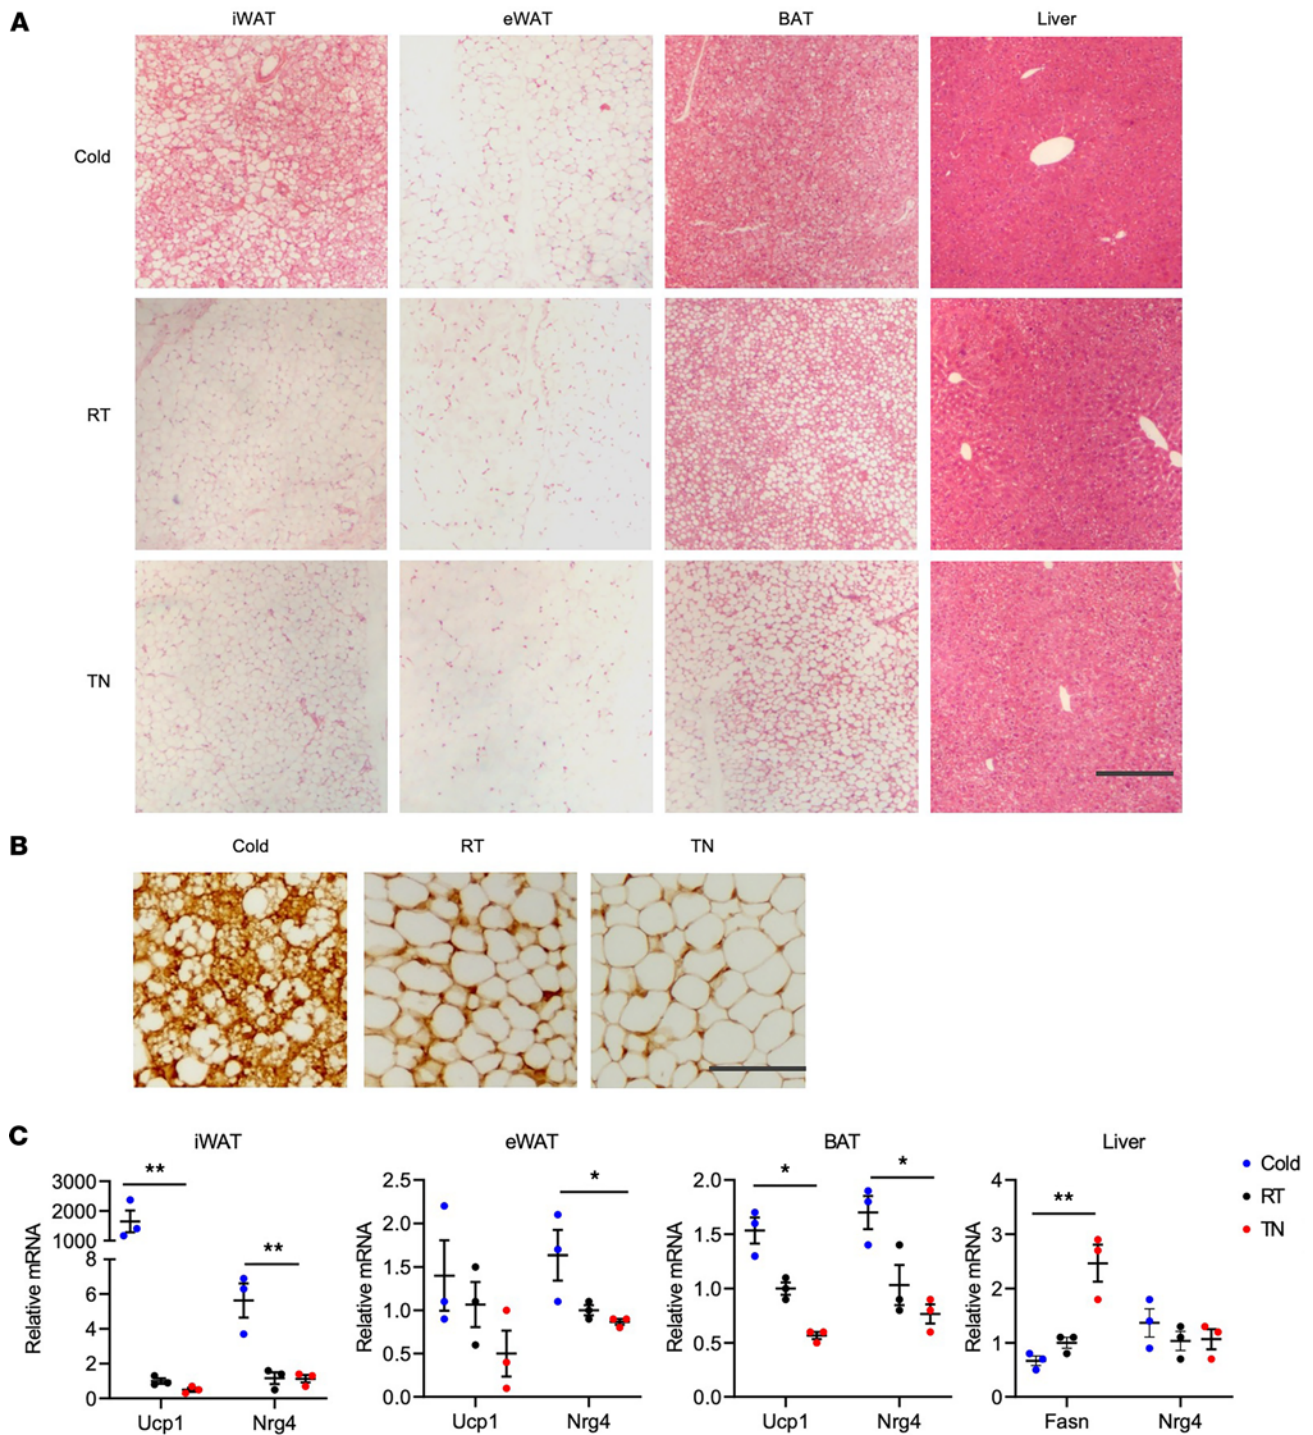 A
iWAT eWAT BAT Liver
Cold
RT
TN
B
Cold RT TN
C
iWAT eWAT BAT Liver
Relative mRNA
3000
2000
1000
8
6
4
2
0
** **
Ucp1 Nrg4
Relative mRNA
2.5
2.0
1.5
1.0
0.5
0.0
*
Ucp1 Nrg4
Relative mRNA
2.0
1.5
1.0
0.5
0.0
* *
Ucp1 Nrg4
Relative mRNA
4
3
2
1
0
**
Fasn Nrg4
Cold
RT
TN